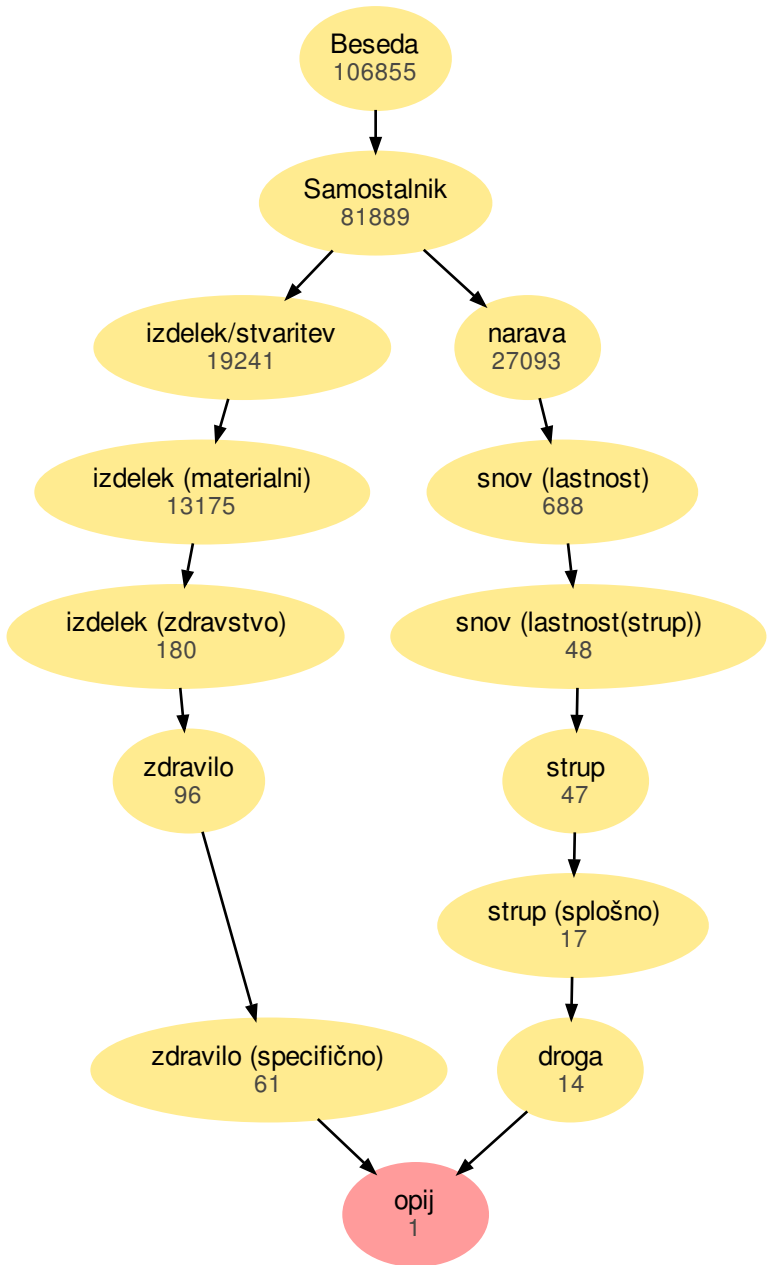 Beseda
106855
Samostalnik
81889
izdelek/stvaritev
19241
narava
27093
izdelek (materialni)
13175
snov (lastnost)
688
izdelek (zdravstvo)
180
snov (lastnost(strup))
48
zdravilo
96
strup
47
strup (splošno)
17
zdravilo (specifično)
61
droga
14
opij
1